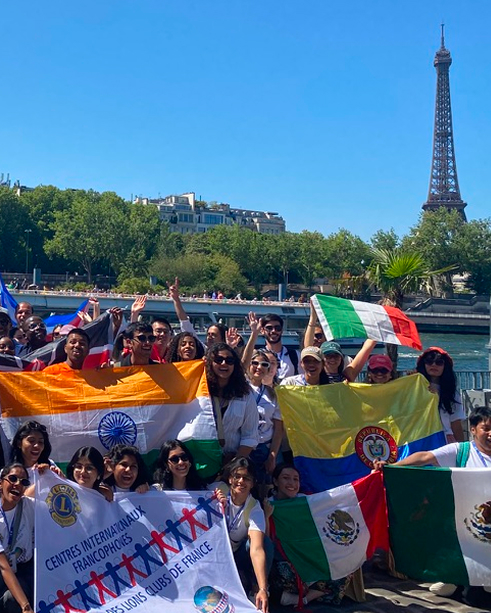 L
CENTRES INTERNATIONAUX
FRANCOPHONES
DES LIONS CLUBS DE FRANCE